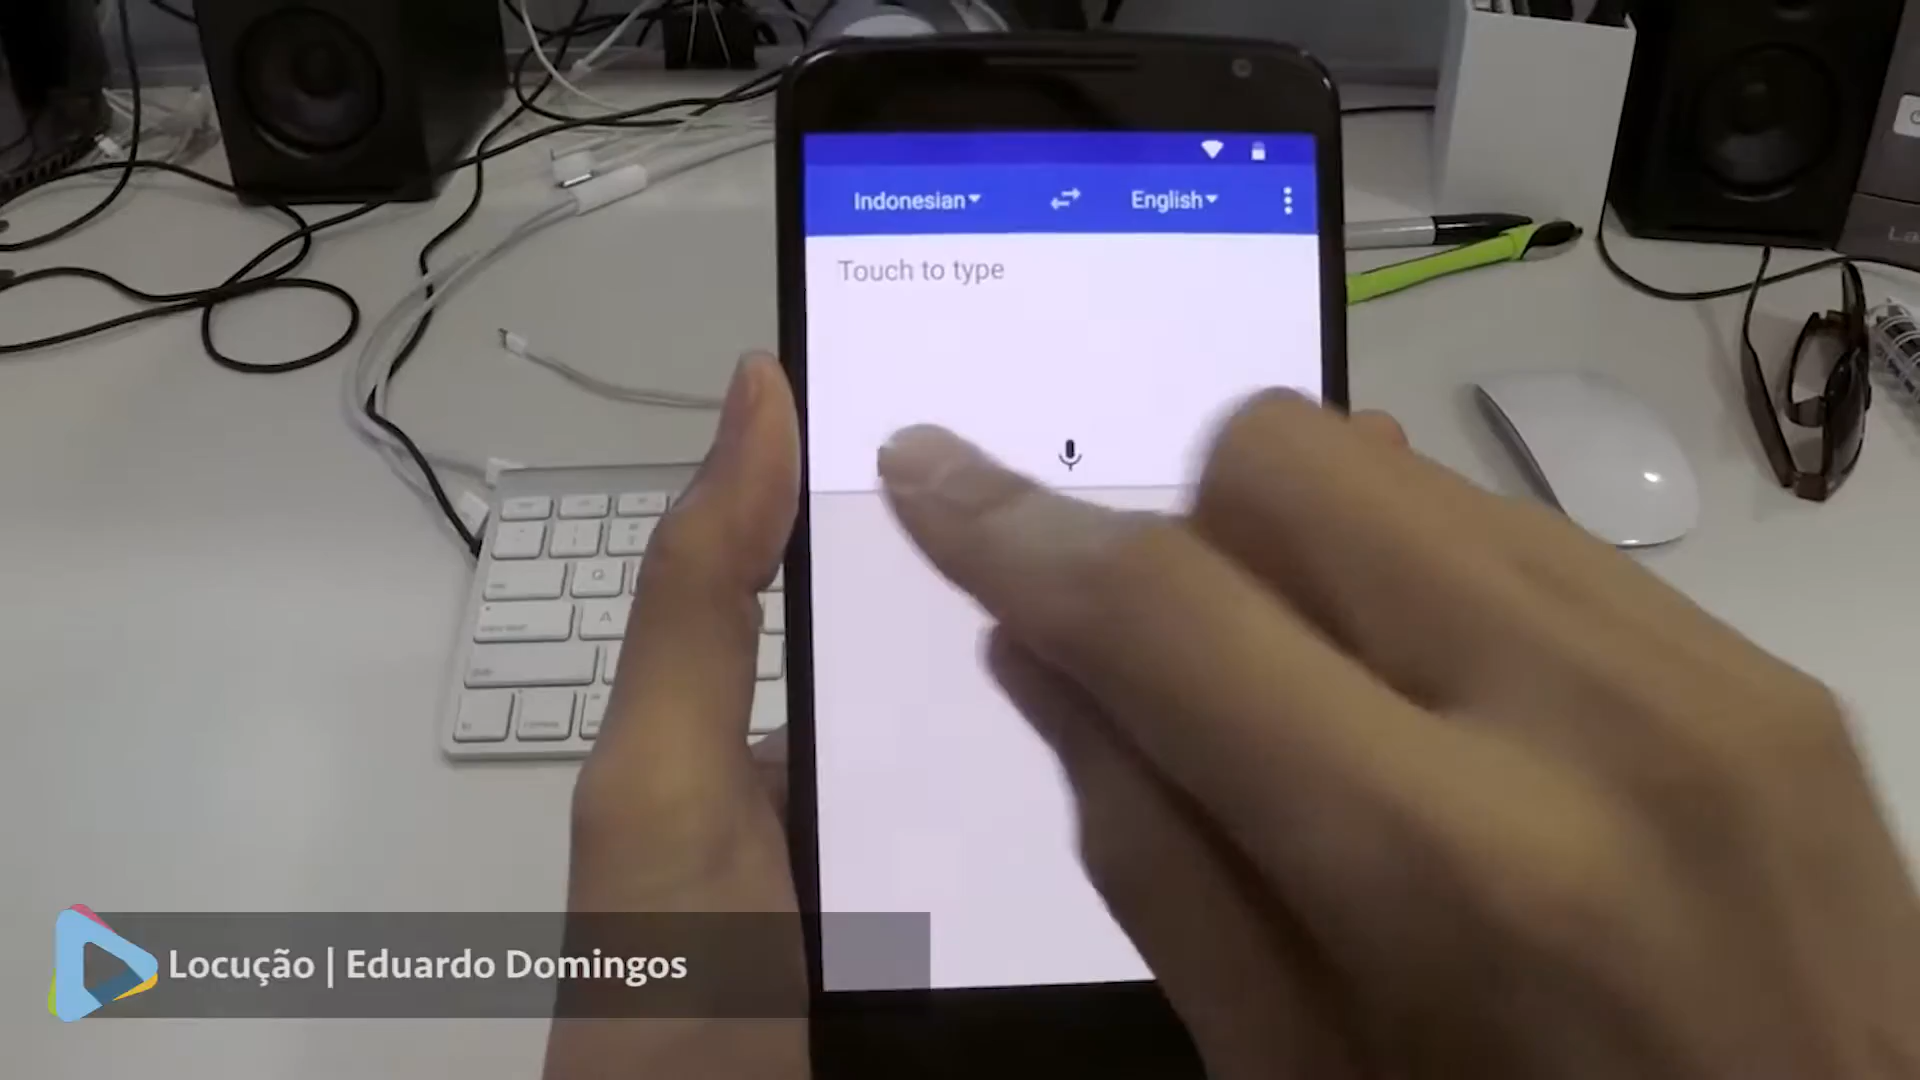 Indonesian
English
Touch to type
Q
A
Locução | Eduardo Domingos